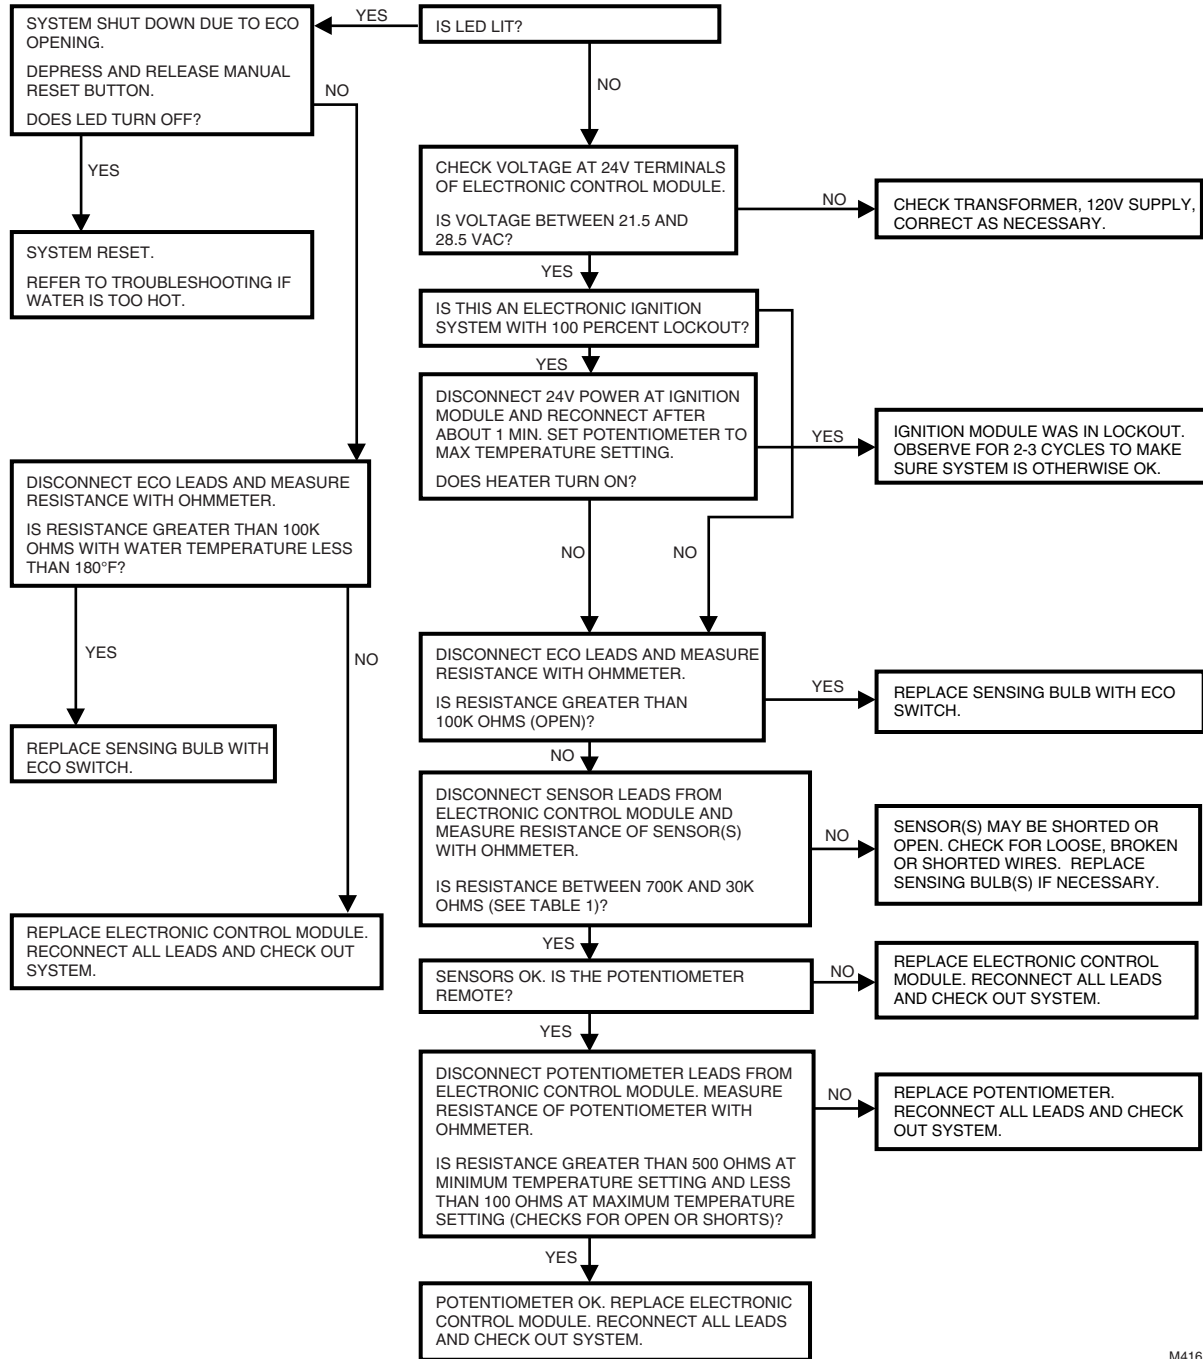 SYSTEM SHUT DOWN DUE TO ECO
OPENING.
DEPRESS AND RELEASE MANUAL
RESET BUTTON.
DOES LED TURN OFF?
YES
IS LED LIT?
NO
NO
YES
SYSTEM RESET.
REFER TO TROUBLESHOOTING IF
WATER IS TOO HOT.
CHECK VOLTAGE AT 24V TERMINALS
OF ELECTRONIC CONTROL MODULE.
IS VOLTAGE BETWEEN 21.5 AND
28.5 VAC?
NO
CHECK TRANSFORMER, 120V SUPPLY,
CORRECT AS NECESSARY.
YES
IS THIS AN ELECTRONIC IGNITION
SYSTEM WITH 100 PERCENT LOCKOUT?
YES
DISCONNECT 24V POWER AT IGNITION
MODULE AND RECONNECT AFTER
ABOUT 1 MIN. SET POTENTIOMETER TO
MAX TEMPERATURE SETTING.
DOES HEATER TURN ON?
YES
IGNITION MODULE WAS IN LOCKOUT.
OBSERVE FOR 2-3 CYCLES TO MAKE
SURE SYSTEM IS OTHERWISE OK.
DISCONNECT ECO LEADS AND MEASURE
RESISTANCE WITH OHMMETER.
IS RESISTANCE GREATER THAN 100K
OHMS WITH WATER TEMPERATURE LESS
THAN 180°F?
NO
NO
YES
NO
REPLACE SENSING BULB WITH
ECO SWITCH.
DISCONNECT ECO LEADS AND MEASURE
RESISTANCE WITH OHMMETER.
IS RESISTANCE GREATER THAN
100K OHMS (OPEN)?
YES
REPLACE SENSING BULB WITH ECO
SWITCH.
NO
DISCONNECT SENSOR LEADS FROM
ELECTRONIC CONTROL MODULE AND
MEASURE RESISTANCE OF SENSOR(S)
WITH OHMMETER.
IS RESISTANCE BETWEEN 700K AND 30K
OHMS (SEE TABLE 1)?
NO
SENSOR(S) MAY BE SHORTED OR
OPEN. CHECK FOR LOOSE, BROKEN
OR SHORTED WIRES. REPLACE
SENSING BULB(S) IF NECESSARY.
REPLACE ELECTRONIC CONTROL MODULE.
RECONNECT ALL LEADS AND CHECK OUT
SYSTEM.
YES
SENSORS OK. IS THE POTENTIOMETER
REMOTE?
NO
REPLACE ELECTRONIC CONTROL
MODULE. RECONNECT ALL LEADS
AND CHECK OUT SYSTEM.
YES
DISCONNECT POTENTIOMETER LEADS FROM
ELECTRONIC CONTROL MODULE. MEASURE
RESISTANCE OF POTENTIOMETER WITH
OHMMETER.
IS RESISTANCE GREATER THAN 500 OHMS AT
MINIMUM TEMPERATURE SETTING AND LESS
THAN 100 OHMS AT MAXIMUM TEMPERATURE
SETTING (CHECKS FOR OPEN OR SHORTS)?
NO
REPLACE POTENTIOMETER.
RECONNECT ALL LEADS AND CHECK
OUT SYSTEM.
YES
POTENTIOMETER OK. REPLACE ELECTRONIC
CONTROL MODULE. RECONNECT ALL LEADS
AND CHECK OUT SYSTEM.
M416